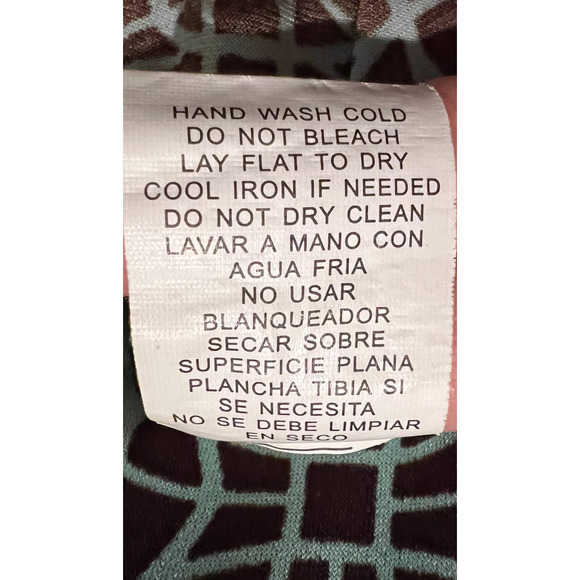 HAND WASH COLD
DO NOT BLEACH
LAY FLAT TO DRY
COOL IRON IF NEEDED
DO NOT DRY CLEAN
LAVAR A MANO CON
AGUA FRIA
NO USAR
BLANQUEADOR
SECAR SOBRE
SUPERFICIE PLANA
PLANCHA TIBIA SI
SE NECESITA
NO SE DEBE LIMPIAR
EN SECO